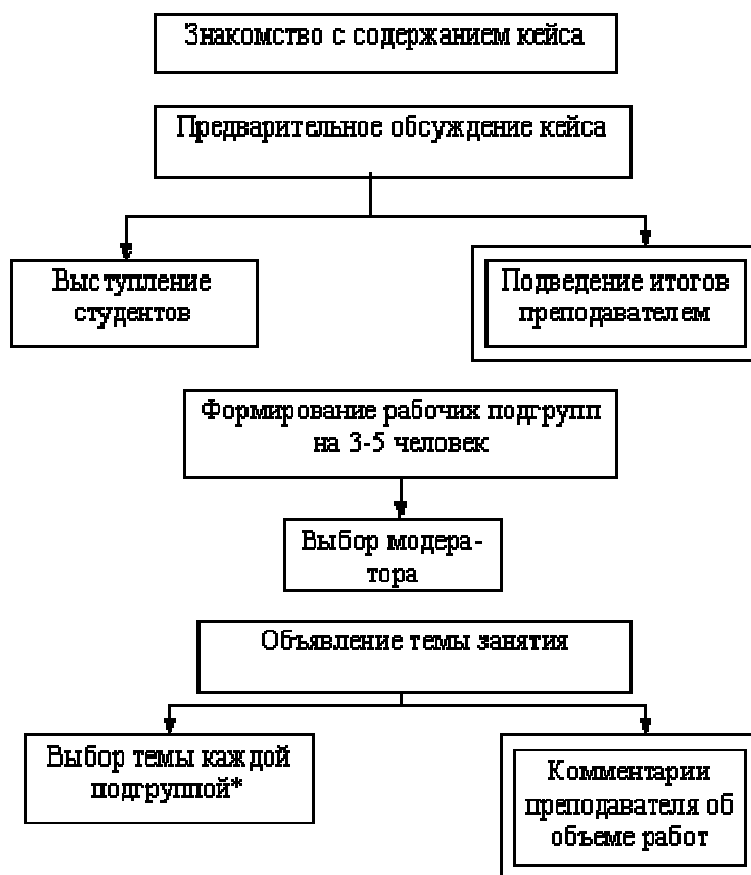 Знакомство с содержанием кейса
Предварительное обсуждение кейса
Выступление
студентов
Подведение итогов
преподавателем
Формирование рабочих подгрупп
на 3-5 человек
Выбор модера-
тора
Объявление темы занятия
Выбор темы каждой
подгруппой*
Комментарии
преподавателя об
объеме работ